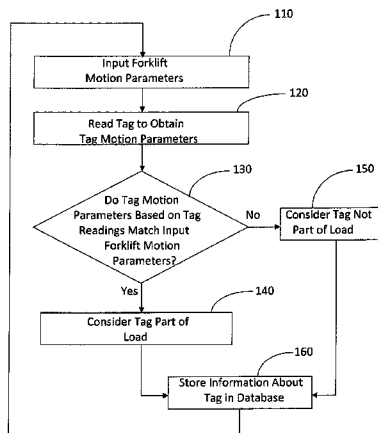 110
Input Forklift
Motion Parameters
120
Read Tag to Obtain
Tag Motion Parameters
130
Do Tag Motion
Parameters Based on Tag
Readings Match Input
Forklift Motion
Parameters?
No
150
Consider Tag Not
Part of Load
Yes
140
Consider Tag Part of
Load
160
Store Information About
Tag in Database